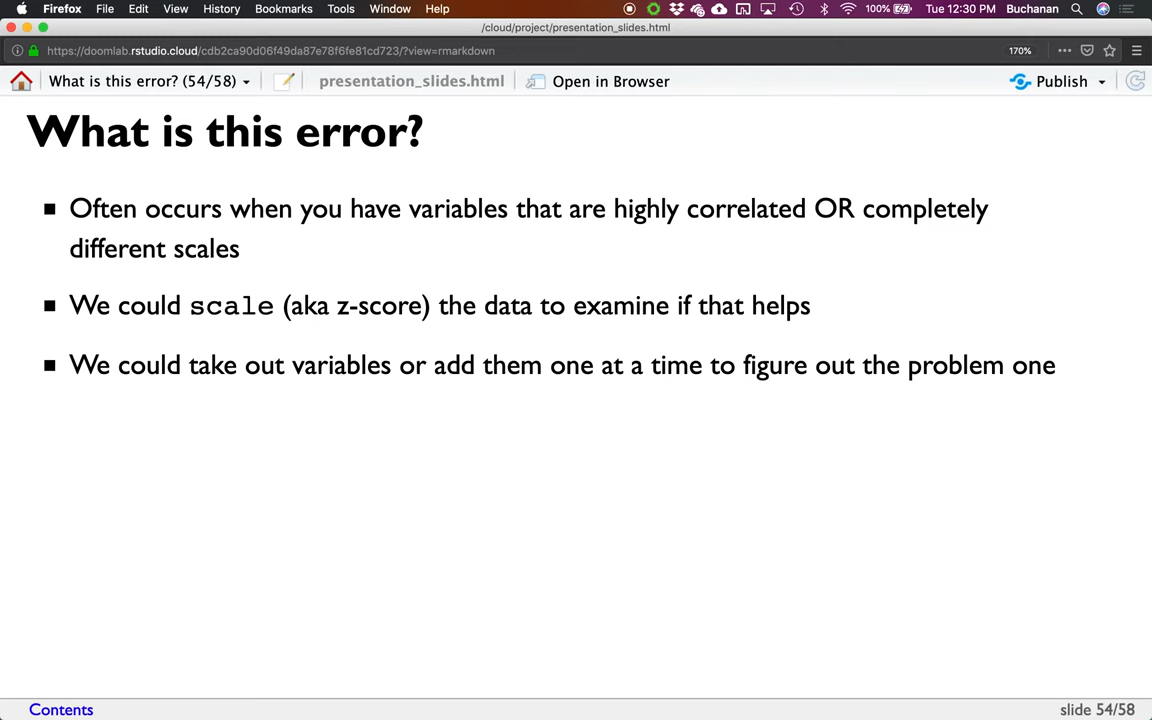 Firefox File Edit View History Bookmarks Tools Window Help 100% Tue 12:30 PM Buchanan
/cloud/project/presentation_slides.html
https://doomlab.rstudio.cloud/cdb2ca90d06f49da87e78f6fe81cd723/?view=rmarkdown 170%
What is this error? (54/58) presentation_slides.html Open in Browser Publish
What is this error?
Often occurs when you have variables that are highly correlated OR completely
different scales
We could scale (aka z-score) the data to examine if that helps
We could take out variables or add them one at a time to figure out the problem one
Contents slide 54/58